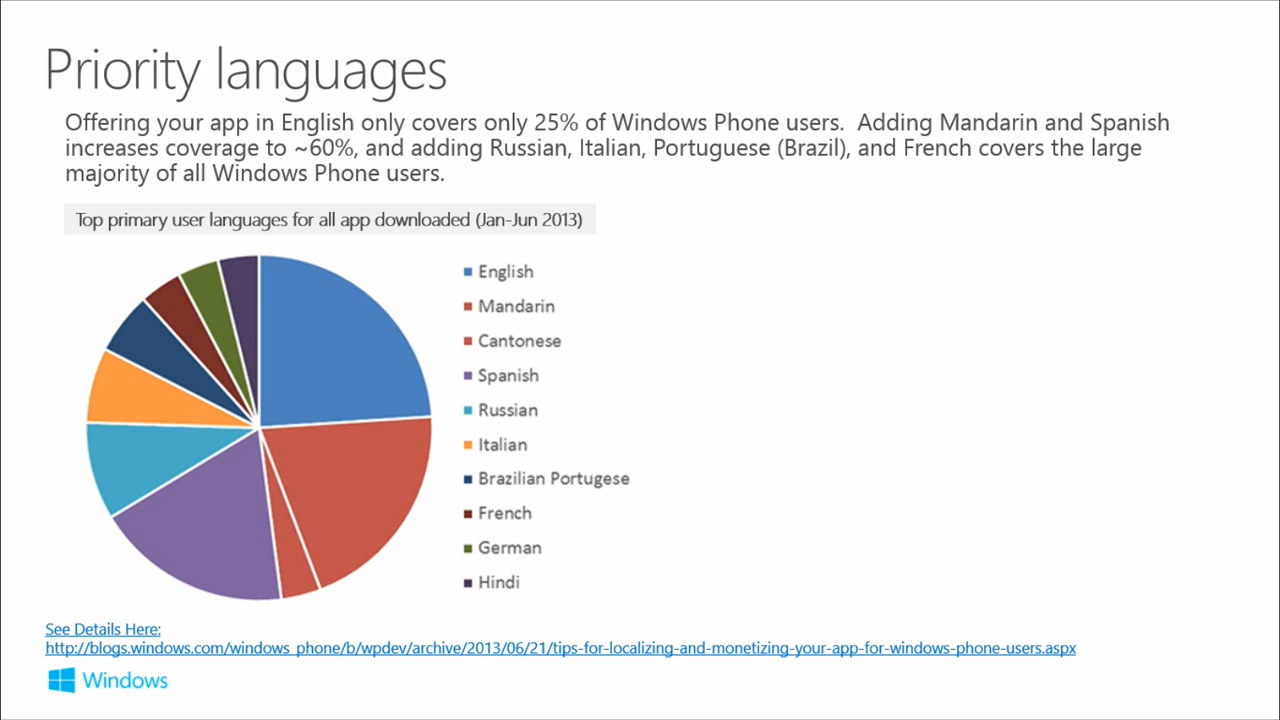 Priority languages
Offering your app in English only covers only 25% of Windows Phone users.  Adding Mandarin and Spanish
increases coverage to ~60%, and adding Russian, Italian, Portuguese (Brazil), and French covers the large
majority of all Windows Phone users.
Top primary user languages for all app downloaded (Jan-Jun 2013)
English
Mandarin
Cantonese
Spanish
Russian
Italian
Brazilian Portugese
French
German
Hindi
See Details Here:
http://blogs.windows.com/windows_phone/b/wpdev/archive/2013/06/21/tips-for-localizing-and-monetizing-your-app-for-windows-phone-users.aspx
Windows